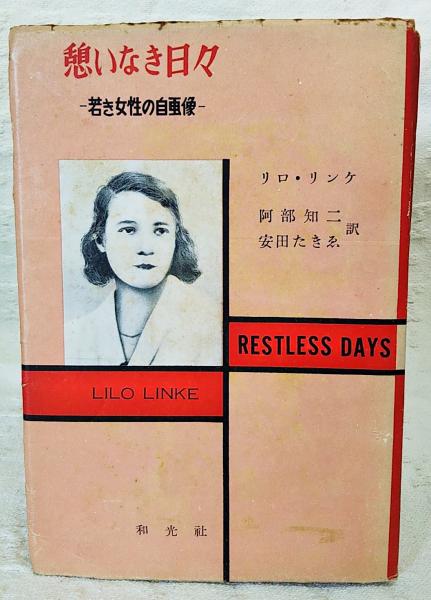 憩いなき日々
-若き女性の自画像-
リロ・リンケ
阿部知二
安田たきゑ 訳
RESTLESS DAYS
LILO LINKE
和光社